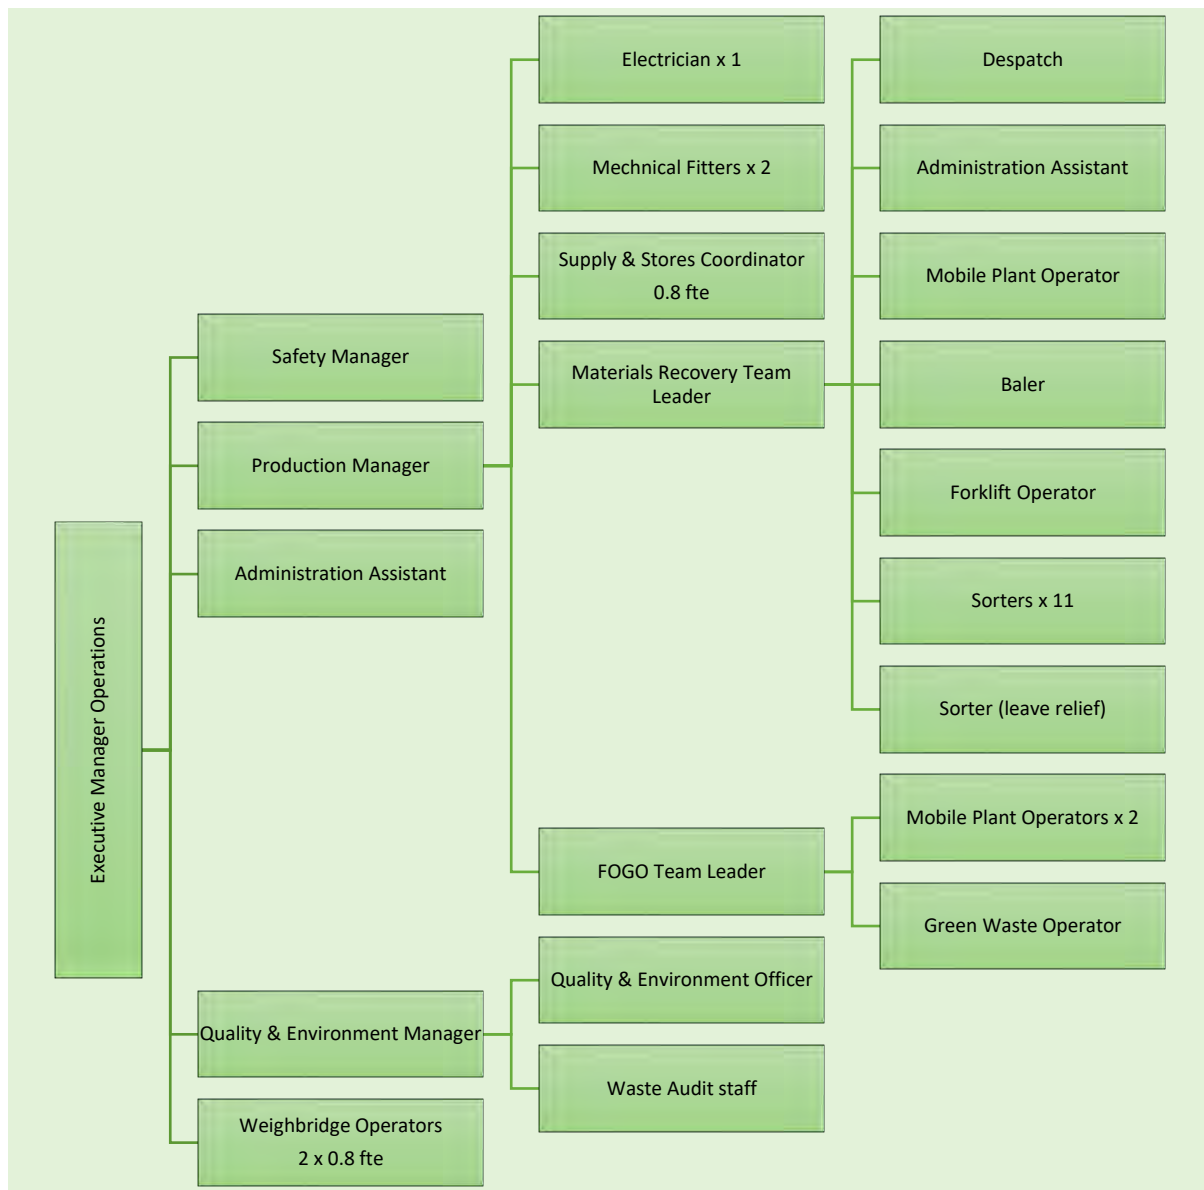 Executive Manager Operations
Safety Manager
Production Manager
Administration Assistant
Quality & Environment Manager
Weighbridge Operators
2 x 0.8 fte
Electrician x 1
Mechnical Fitters x 2
Supply & Stores Coordinator
0.8 fte
Materials Recovery Team
Leader
FOGO Team Leader
Quality & Environment Officer
Waste Audit staff
Despatch
Administration Assistant
Mobile Plant Operator
Baler
Forklift Operator
Sorters x 11
Sorter (leave relief)
Mobile Plant Operators x 2
Green Waste Operator